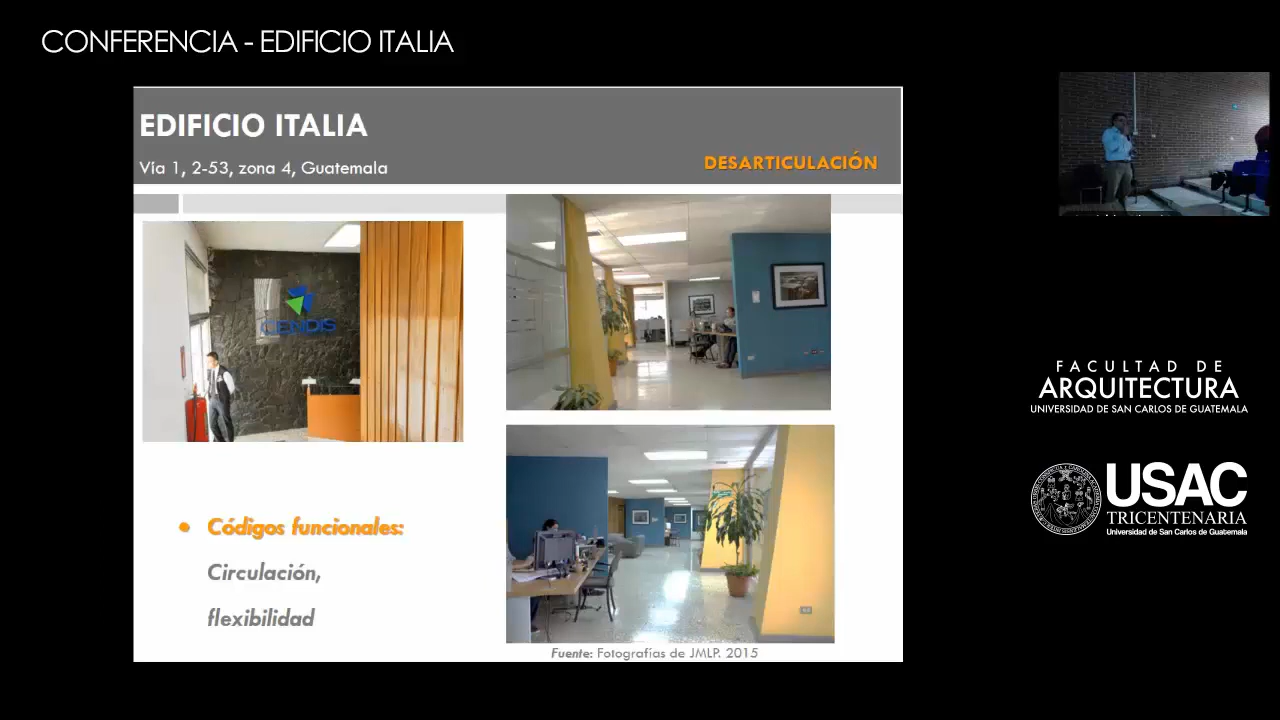 CONFERENCIA - EDIFICIO ITALIA
EDIFICIO ITALIA
Vía 1, 2-53, zona 4, Guatemala
DESARTICULACIÓN
CENDIS
• Códigos funcionales:
Circulación,
flexibilidad
Fuente: Fotografías de JMLP. 2015
FACULTAD DE
ARQUITECTURA
UNIVERSIDAD DE SAN CARLOS DE GUATEMALA
USAC
TRICENTENARIA
Universidad de San Carlos de Guatemala